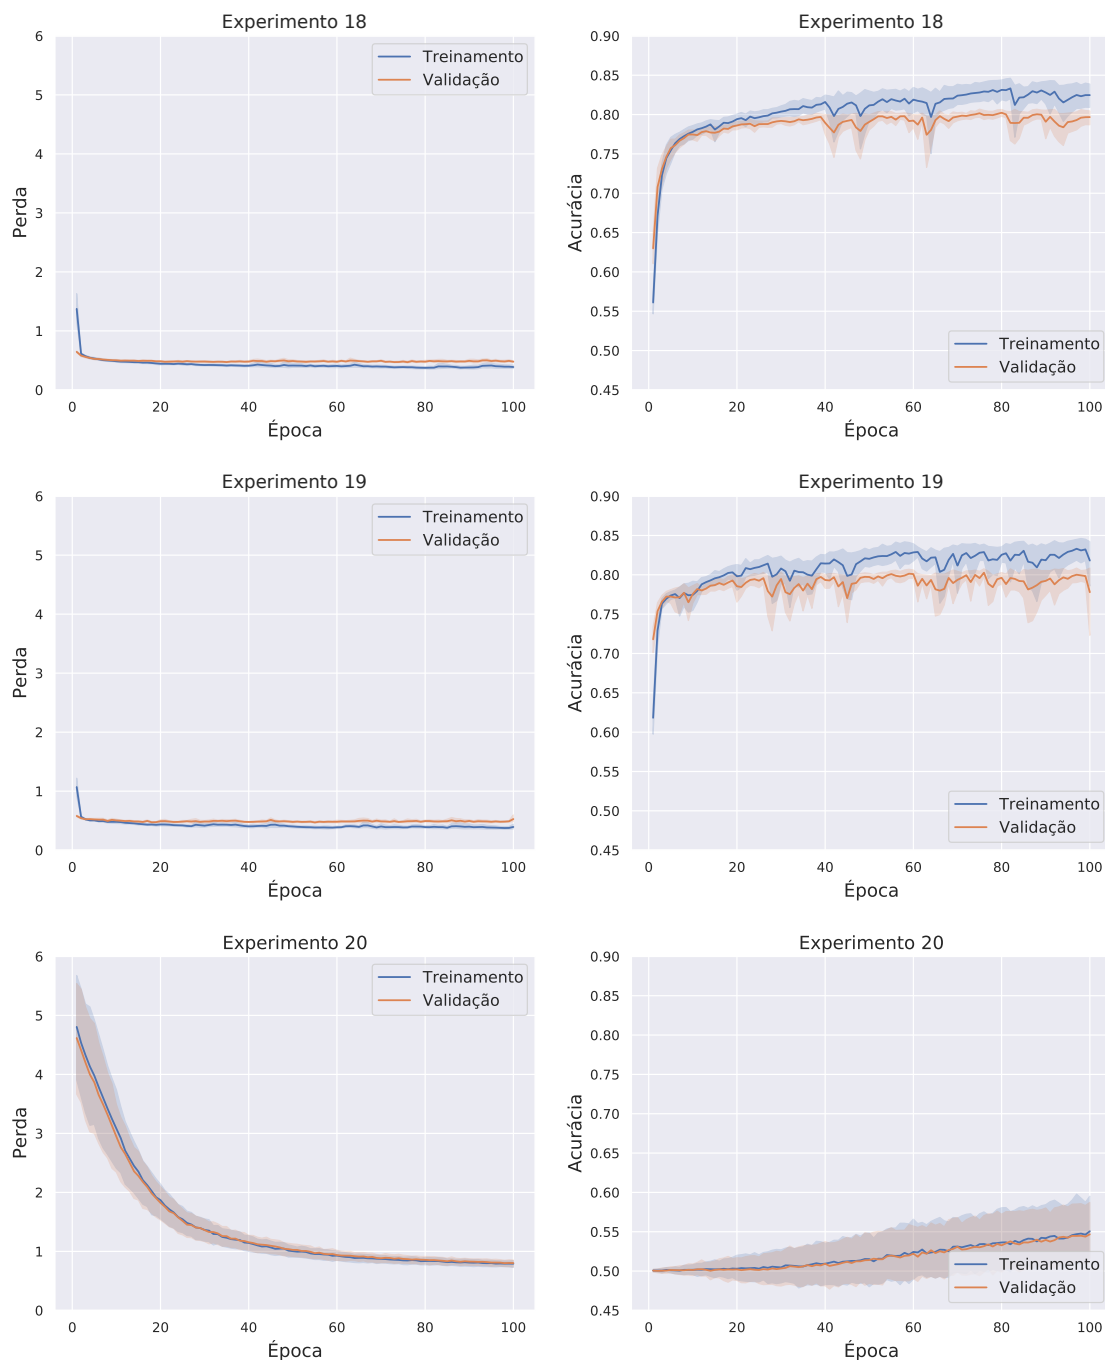 Experimento 18
6
5
4
3
2
1
0
Perda
Treinamento
Validação
0 20 40 60 80 100
Época
Experimento 18
0.90
0.85
0.80
0.75
0.70
0.65
0.60
0.55
0.50
0.45
Acurácia
Treinamento
Validação
0 20 40 60 80 100
Época
Experimento 19
6
5
4
3
2
1
0
Perda
Treinamento
Validação
0 20 40 60 80 100
Época
Experimento 19
0.90
0.85
0.80
0.75
0.70
0.65
0.60
0.55
0.50
0.45
Acurácia
Treinamento
Validação
0 20 40 60 80 100
Época
Experimento 20
6
5
4
3
2
1
0
Perda
Treinamento
Validação
0 20 40 60 80 100
Época
Experimento 20
0.90
0.85
0.80
0.75
0.70
0.65
0.60
0.55
0.50
0.45
Acurácia
Treinamento
Validação
0 20 40 60 80 100
Época